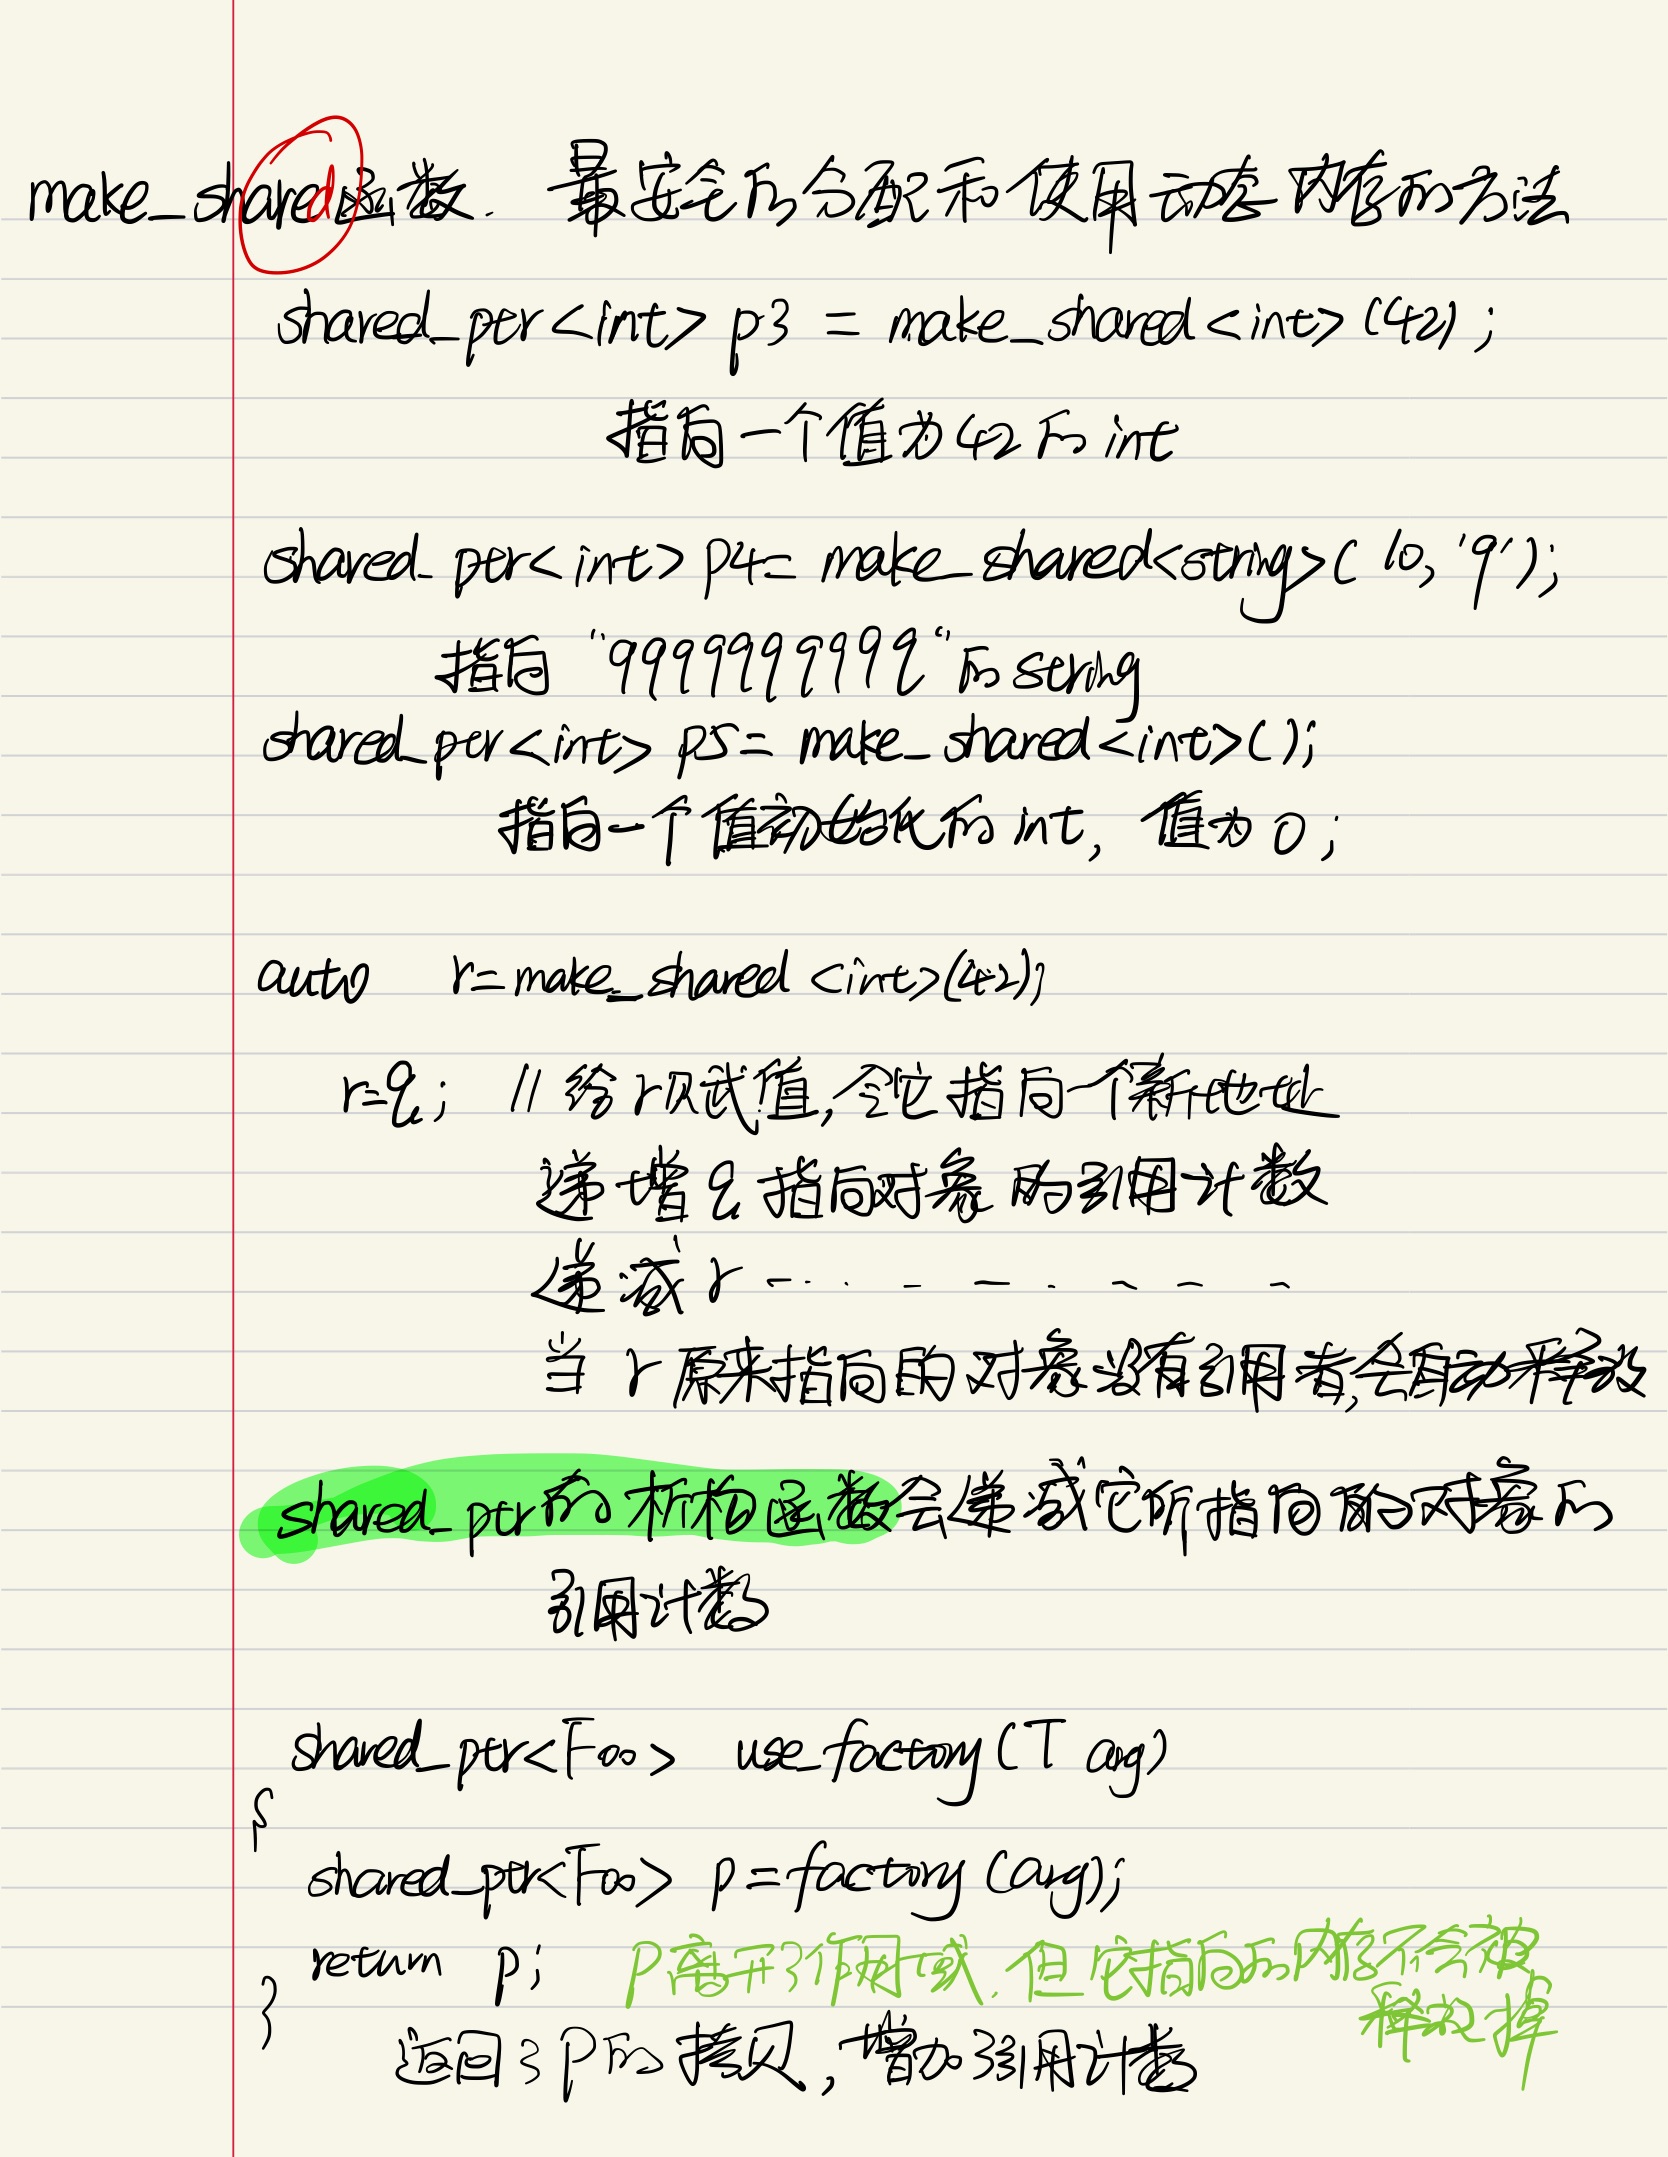 make_shared函数. 最安全的分配和使用动态内存的方法
shared_ptr<int> p3 = make_shared<int>(42);
指向一个值为42的int
shared_ptr<int> p4= make_shared<string>(10,'9');
指向 "9999999999"的string
shared_ptr<int> p5= make_shared<int>();
指向一个值初始化的int, 值为0;
auto r=make_shared<int>(42);
r=q; //给r赋值,令它指向一个新地址
递增q指向对象的引用计数
递减r-----------
当r原来指向的对象没有引用者,会自动释放
shared_ptr的析构函数会递减它所指向的对象的
引用计数
shared_ptr<Foo> use_factory(T arg)
{
shared_ptr<Foo> p=factory(arg);
return p; p离开了作用域.但它指向的内存不会被
释放掉
}
返回了p的拷贝,增加了引用计数